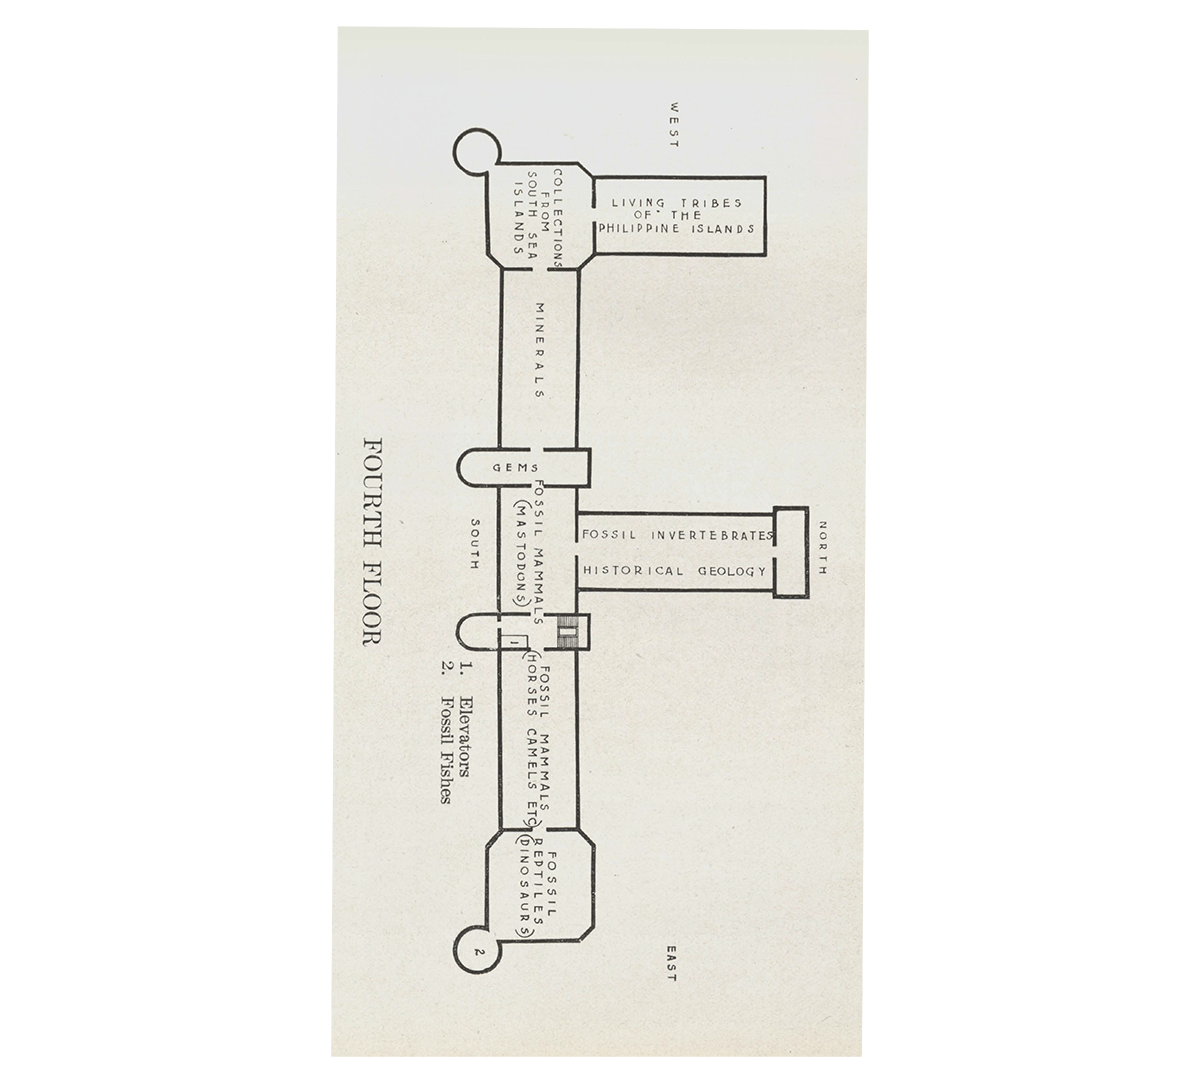 WEST
LIVING TRIBES
OF THE
PHILIPPINE ISLANDS
COLLECTIONS
FROM
SOUTH SEA
ISLANDS
MINERALS
GEMS
NORTH
FOSSIL INVERTEBRATES
HISTORICAL GEOLOGY
FOSSIL MAMMALS
(MASTODONS)
SOUTH
1
FOSSIL MAMMALS
(HORSES CAMELS ETC)
FOSSIL
REPTILES
(DINOSAURS)
2
EAST
1. Elevators
2. Fossil Fishes
FOURTH FLOOR